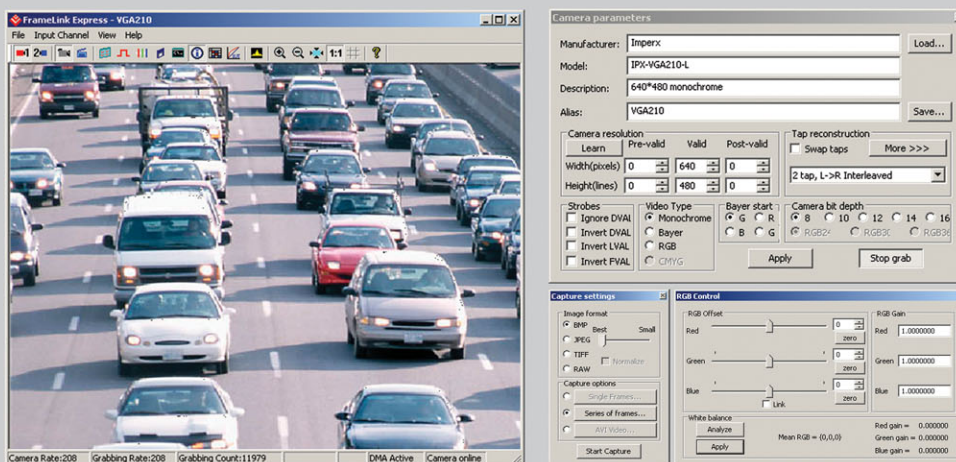 FrameLink Express - VGA210
File Input Channel View Help
1 2 1:1 ?
Camera Rate:208 Grabbing Rate:208 Grabbing Count:11979 DMA Active Camera online
Camera parameters
Manufacturer: Imperx Load...
Model: IPX-VGA210-L
Description: 640*480 monochrome
Alias: VGA210 Save...
Camera resolution
Learn Pre-valid Valid Post-valid
Width(pixels) 0 640 0
Height(lines) 0 480 0
Tap reconstruction
Swap taps More >>>
2 tap, L->R Interleaved
Strobes
Ignore DVAL
Invert DVAL
Invert LVAL
Invert FVAL
Video Type
Monochrome
Bayer
RGB
CMYG
Bayer start
G R
B G
Camera bit depth
8 10 12 14 16
RGB24 RGB30 RGB36
Apply Stop grab
Capture settings
Image format
BMP Best Small
JPEG
TIFF Normalize
RAW
Capture options
Single Frames...
Series of frames...
AVI Video...
Start Capture
RGB Control
RGB Offset
Red 0
zero
Green 0
zero
Blue 0
zero
Link
RGB Gain
Red 1.0000000
Green 1.0000000
Blue 1.0000000
White balance
Analyze
Apply
Mean RGB = (0,0,0)
Red gain = 0.000000
Green gain = 0.000000
Blue gain = 0.000000